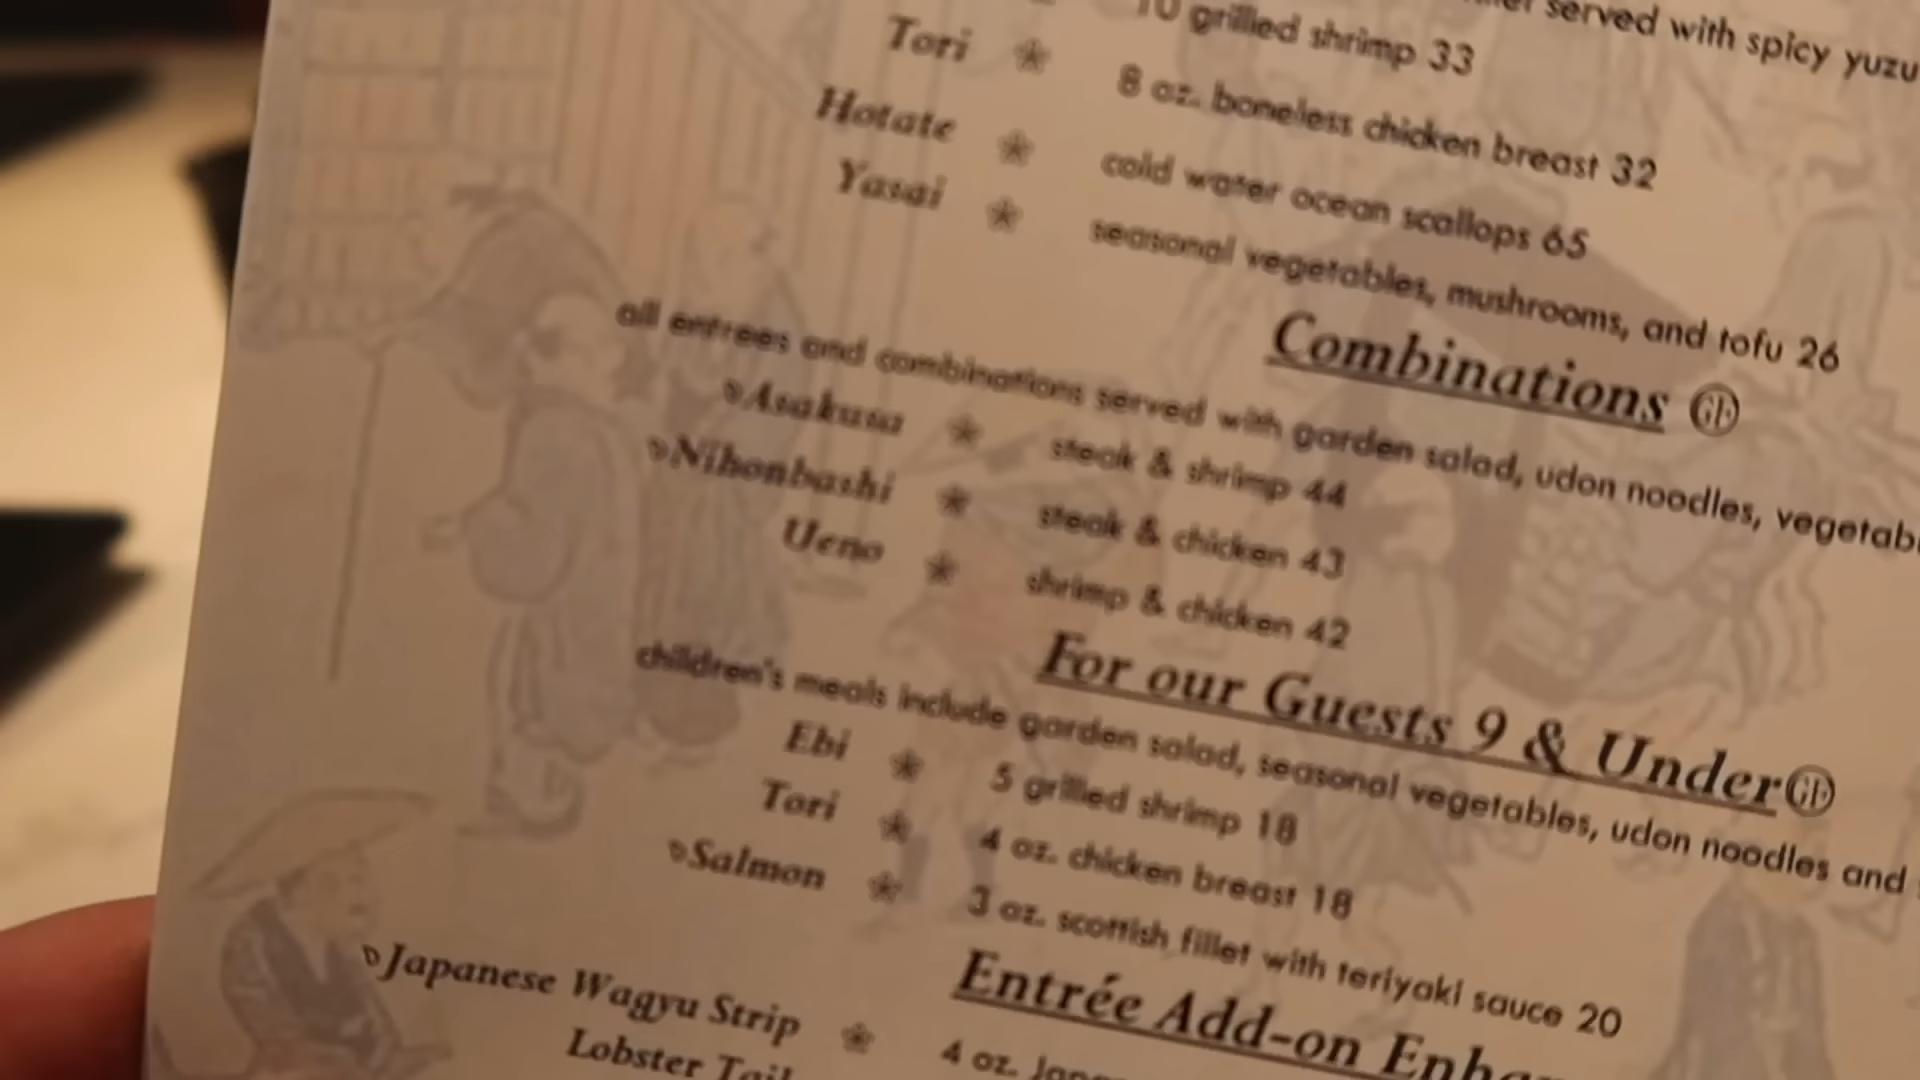 served with spicy yuzu
10 grilled shrimp 33
Tori 8 oz. boneless chicken breast 32
Hotate cold water ocean scallops 65
Yasai seasonal vegetables, mushrooms, and tofu 26
Combinations GF
all entrees and combinations served with garden salad, udon noodles,
Asakusa steak & shrimp 44
Nihonbashi steak & chicken 43
Ueno shrimp & chicken 42
For our Guests 9 & Under GF
children's meals include garden salad, seasonal vegetables, udon noodles and
Ebi 5 grilled shrimp 18
Tori 4 oz. chicken breast 18
Salmon 3 oz. scottish fillet with teriyaki sauce 20
Entrée Add-on
Japanese Wagyu Strip 4 oz.
Lobster Tail